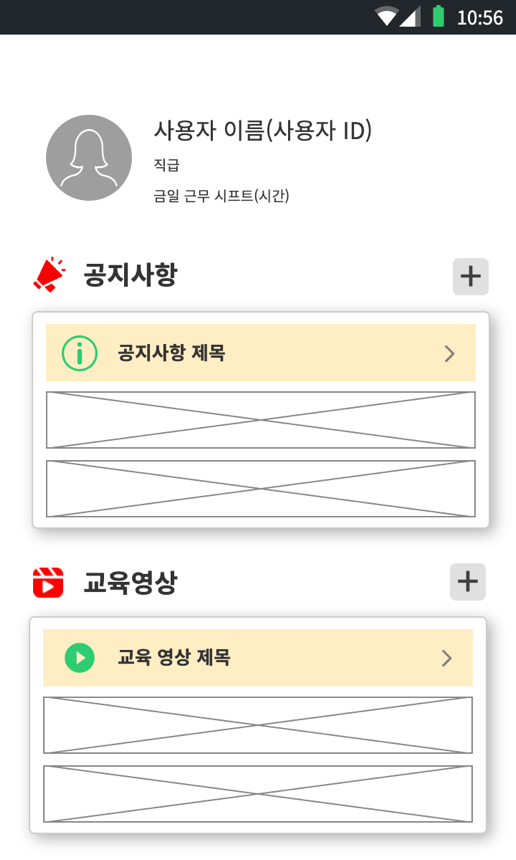 10:56
사용자 이름(사용자 ID)
직급
금일 근무 시프트(시간)
공지사항
공지사항 제목
교육영상
교육 영상 제목